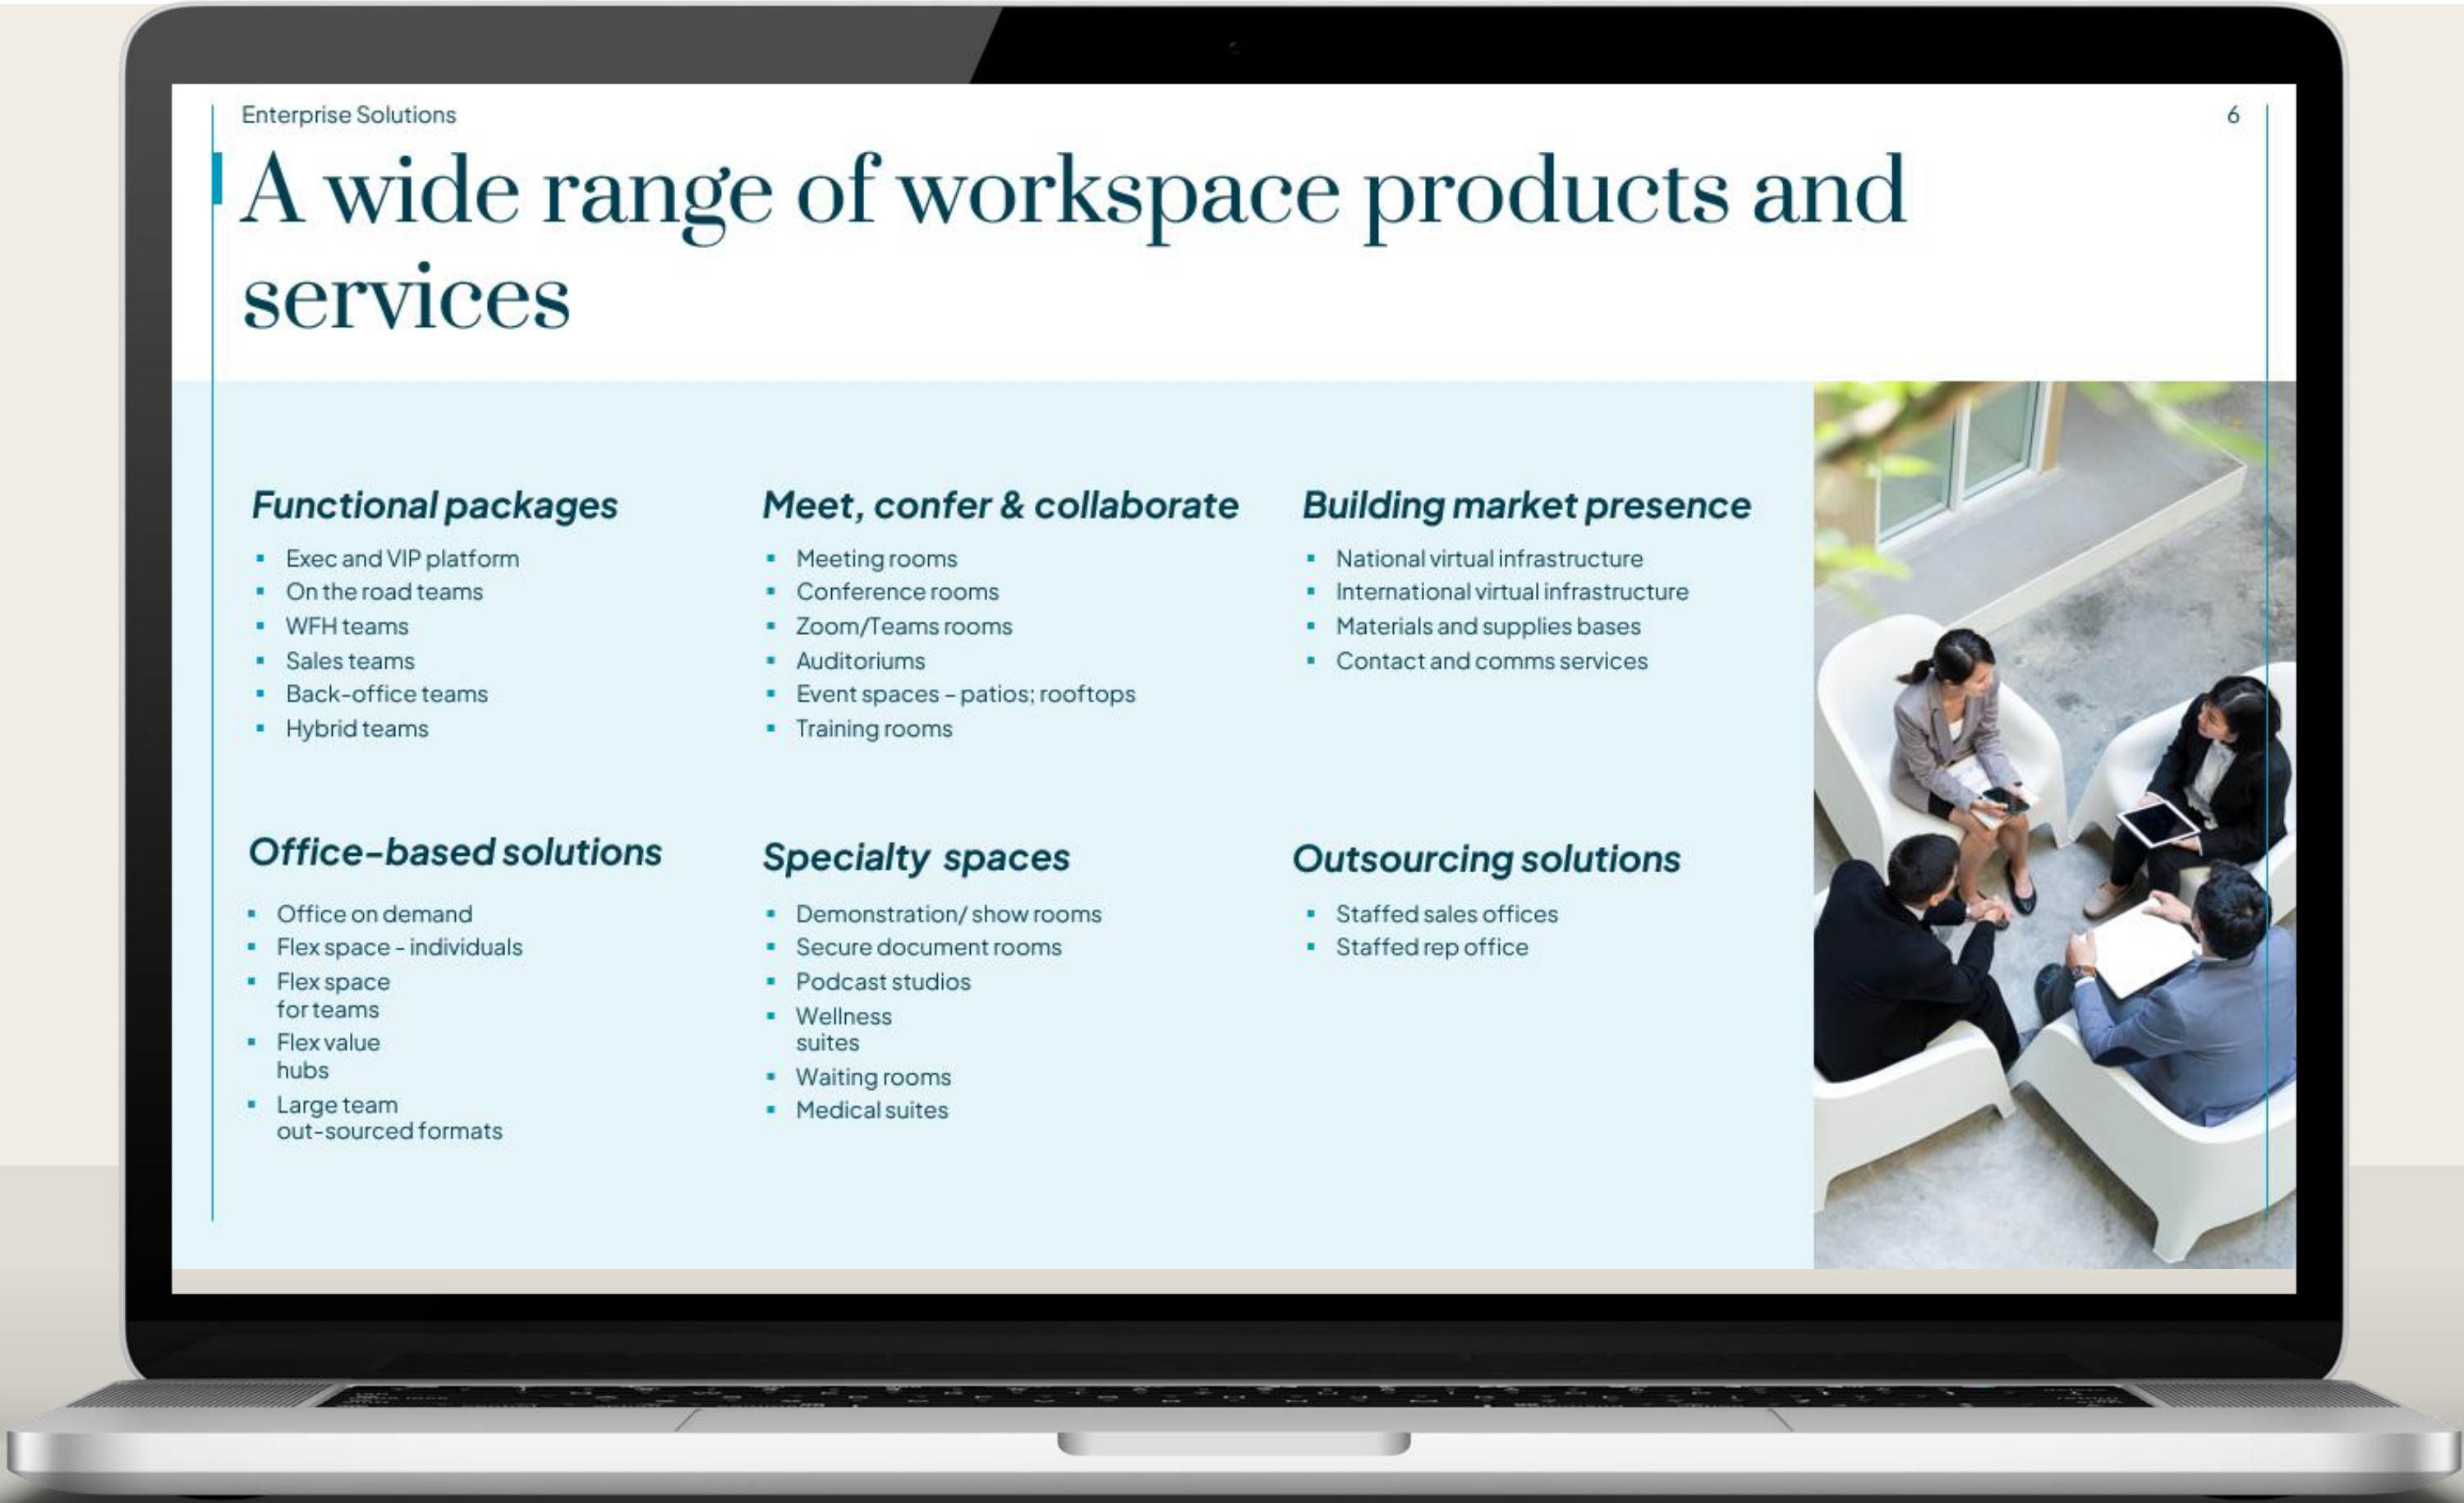 Enterprise Solutions
6
A wide range of workspace products and
services
Functional packages
▪ Exec and VIP platform
▪ On the road teams
▪ WFH teams
▪ Sales teams
▪ Back-office teams
▪ Hybrid teams
Meet, confer & collaborate
▪ Meeting rooms
▪ Conference rooms
▪ Zoom/Teams rooms
▪ Auditoriums
▪ Event spaces – patios; rooftops
▪ Training rooms
Building market presence
▪ National virtual infrastructure
▪ International virtual infrastructure
▪ Materials and supplies bases
▪ Contact and comms services
Office-based solutions
▪ Office on demand
▪ Flex space - individuals
▪ Flex space
for teams
▪ Flex value
hubs
▪ Large team
out-sourced formats
Specialty spaces
▪ Demonstration/ show rooms
▪ Secure document rooms
▪ Podcast studios
▪ Wellness
suites
▪ Waiting rooms
▪ Medical suites
Outsourcing solutions
▪ Staffed sales offices
▪ Staffed rep office